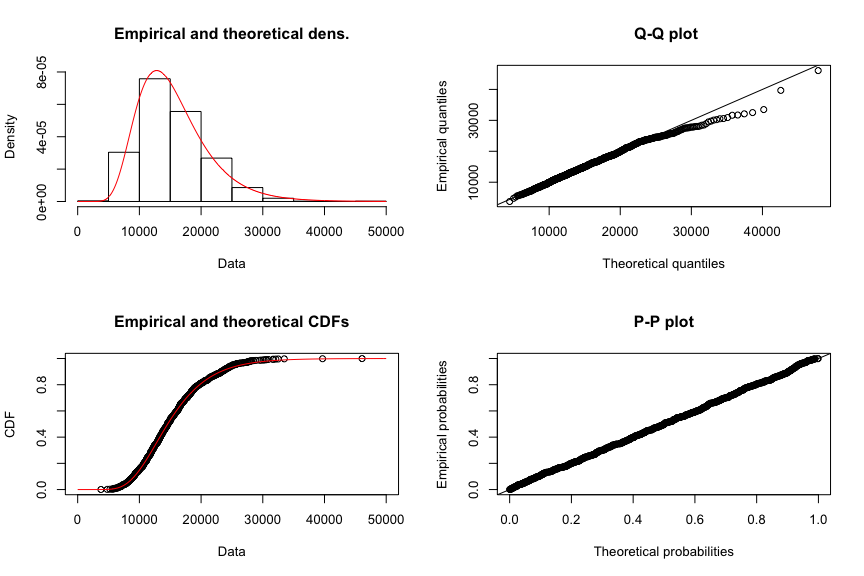 Empirical and theoretical dens.
Density
0e+00 4e-05 8e-05
0 10000 20000 30000 40000 50000
Data
Q-Q plot
Empirical quantiles
10000 30000
10000 20000 30000 40000
Theoretical quantiles
Empirical and theoretical CDFs
CDF
0.0 0.4 0.8
0 10000 20000 30000 40000 50000
Data
P-P plot
Empirical probabilities
0.0 0.4 0.8
0.0 0.2 0.4 0.6 0.8 1.0
Theoretical probabilities